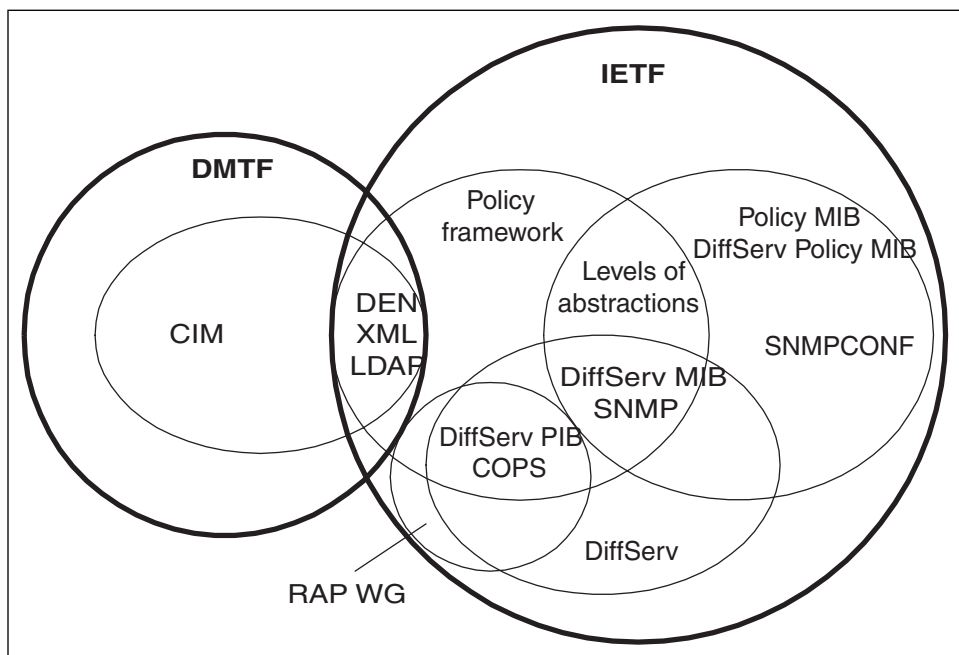 IETF
DMTF
Policy
framework
Policy MIB
DiffServ Policy MIB
Levels of
abstractions
DEN
XML
LDAP
CIM
SNMPCONF
DiffServ MIB
SNMP
DiffServ PIB
COPS
DiffServ
RAP WG